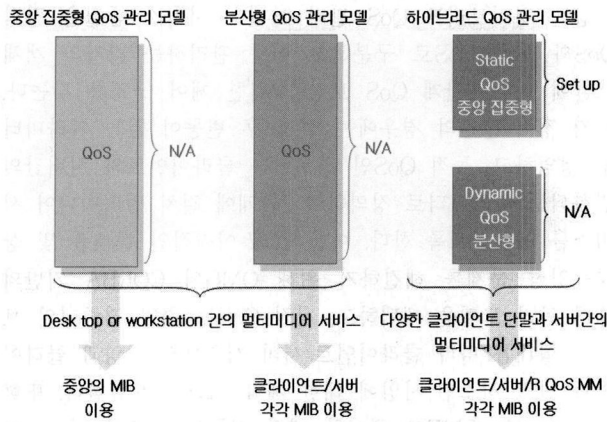 중앙 집중형 QoS 관리 모델
분산형 QoS 관리 모델
하이브리드 QoS 관리 모델
QoS
N/A
QoS
N/A
Static
QoS
중앙 집중형
Set up
Dynamic
QoS
분산형
N/A
Desk top or workstation 간의 멀티미디어 서비스
다양한 클라이언트 단말과 서버간의
멀티미디어 서비스
중앙의 MIB
이용
클라이언트/서버
각각 MIB 이용
클라이언트/서버/R QoS MM
각각 MIB 이용